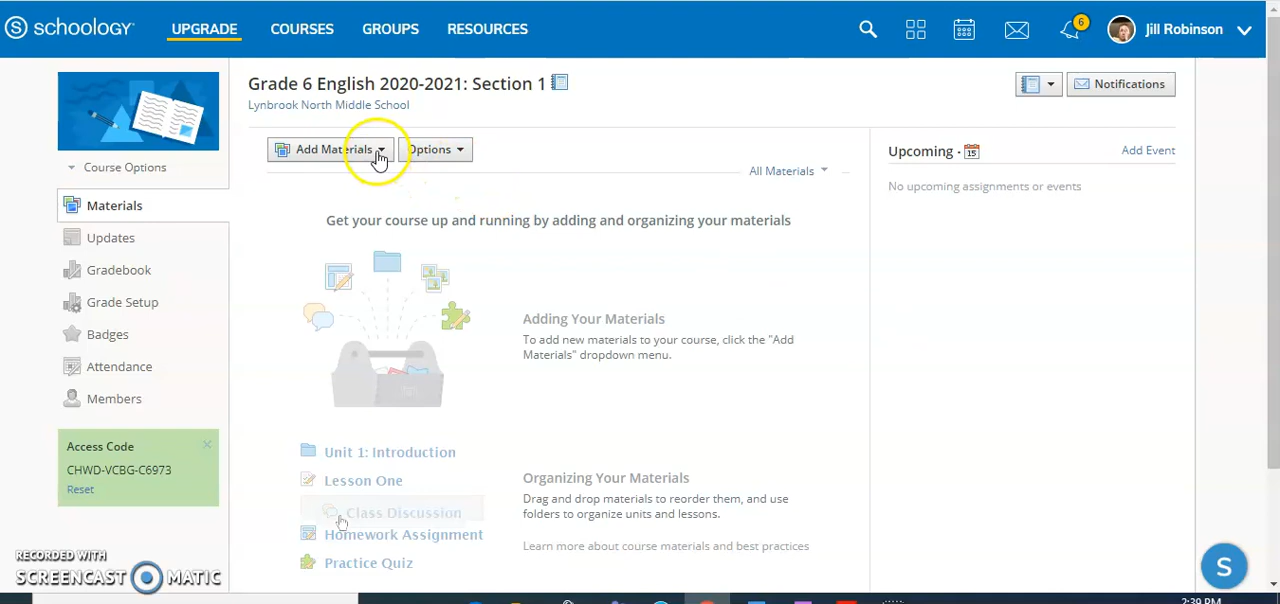 S schoology
UPGRADE
COURSES
GROUPS
RESOURCES
6
Jill Robinson
Grade 6 English 2020-2021: Section 1
Lynbrook North Middle School
Notifications
Course Options
Add Materials
Options
All Materials
Upcoming ·
15
Add Event
No upcoming assignments or events
Materials
Updates
Gradebook
Grade Setup
Badges
Attendance
Members
Access Code
CHWD-VCBG-C6973
Reset
Get your course up and running by adding and organizing your materials
Adding Your Materials
To add new materials to your course, click the "Add
Materials" dropdown menu.
Unit 1: Introduction
Lesson One
Class Discussion
Homework Assignment
Practice Quiz
Organizing Your Materials
Drag and drop materials to reorder them, and use
folders to organize units and lessons.
Learn more about course materials and best practices
S
RECORDED WITH
SCREENCAST MATIC
2:39 PM